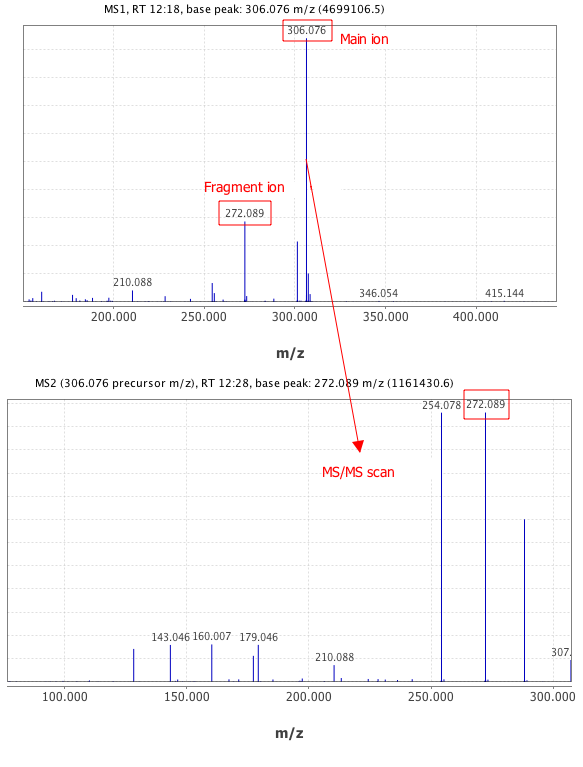 MS1, RT 12:18, base peak: 306.076 m/z (4699106.5)
306.076
Main ion
Fragment ion
272.089
210.088
346.054
415.144
200.000 250.000 300.000 350.000 400.000
m/z
MS2 (306.076 precursor m/z), RT 12:28, base peak: 272.089 m/z (1161430.6)
254.078 272.089
MS/MS scan
143.046 160.007 179.046
307.
210.088
100.000 150.000 200.000 250.000 300.000
m/z